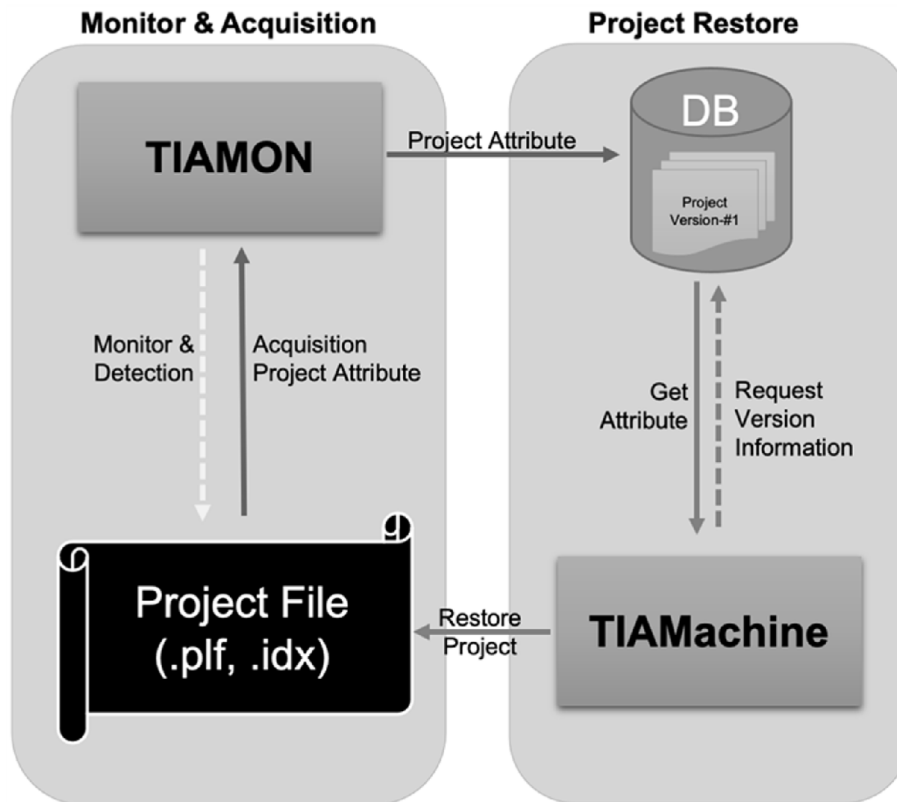 Monitor & Acquisition
Project Restore
TIAMON
Project Attribute
DB
Project
Version-#1
Monitor &
Detection
Acquisition
Project Attribute
Get
Attribute
Request
Version
Information
Project File
(.plf, .idx)
Restore
Project
TIAMachine